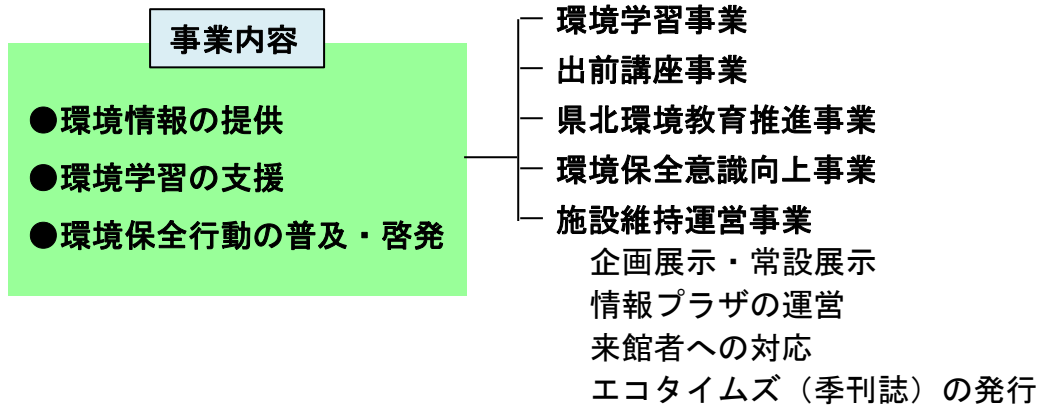 事業内容
●環境情報の提供
●環境学習の支援
●環境保全行動の普及・啓発
環境学習事業
出前講座事業
県北環境教育推進事業
環境保全意識向上事業
施設維持運営事業
企画展示・常設展示
情報プラザの運営
来館者への対応
エコタイムズ（季刊誌）の発行